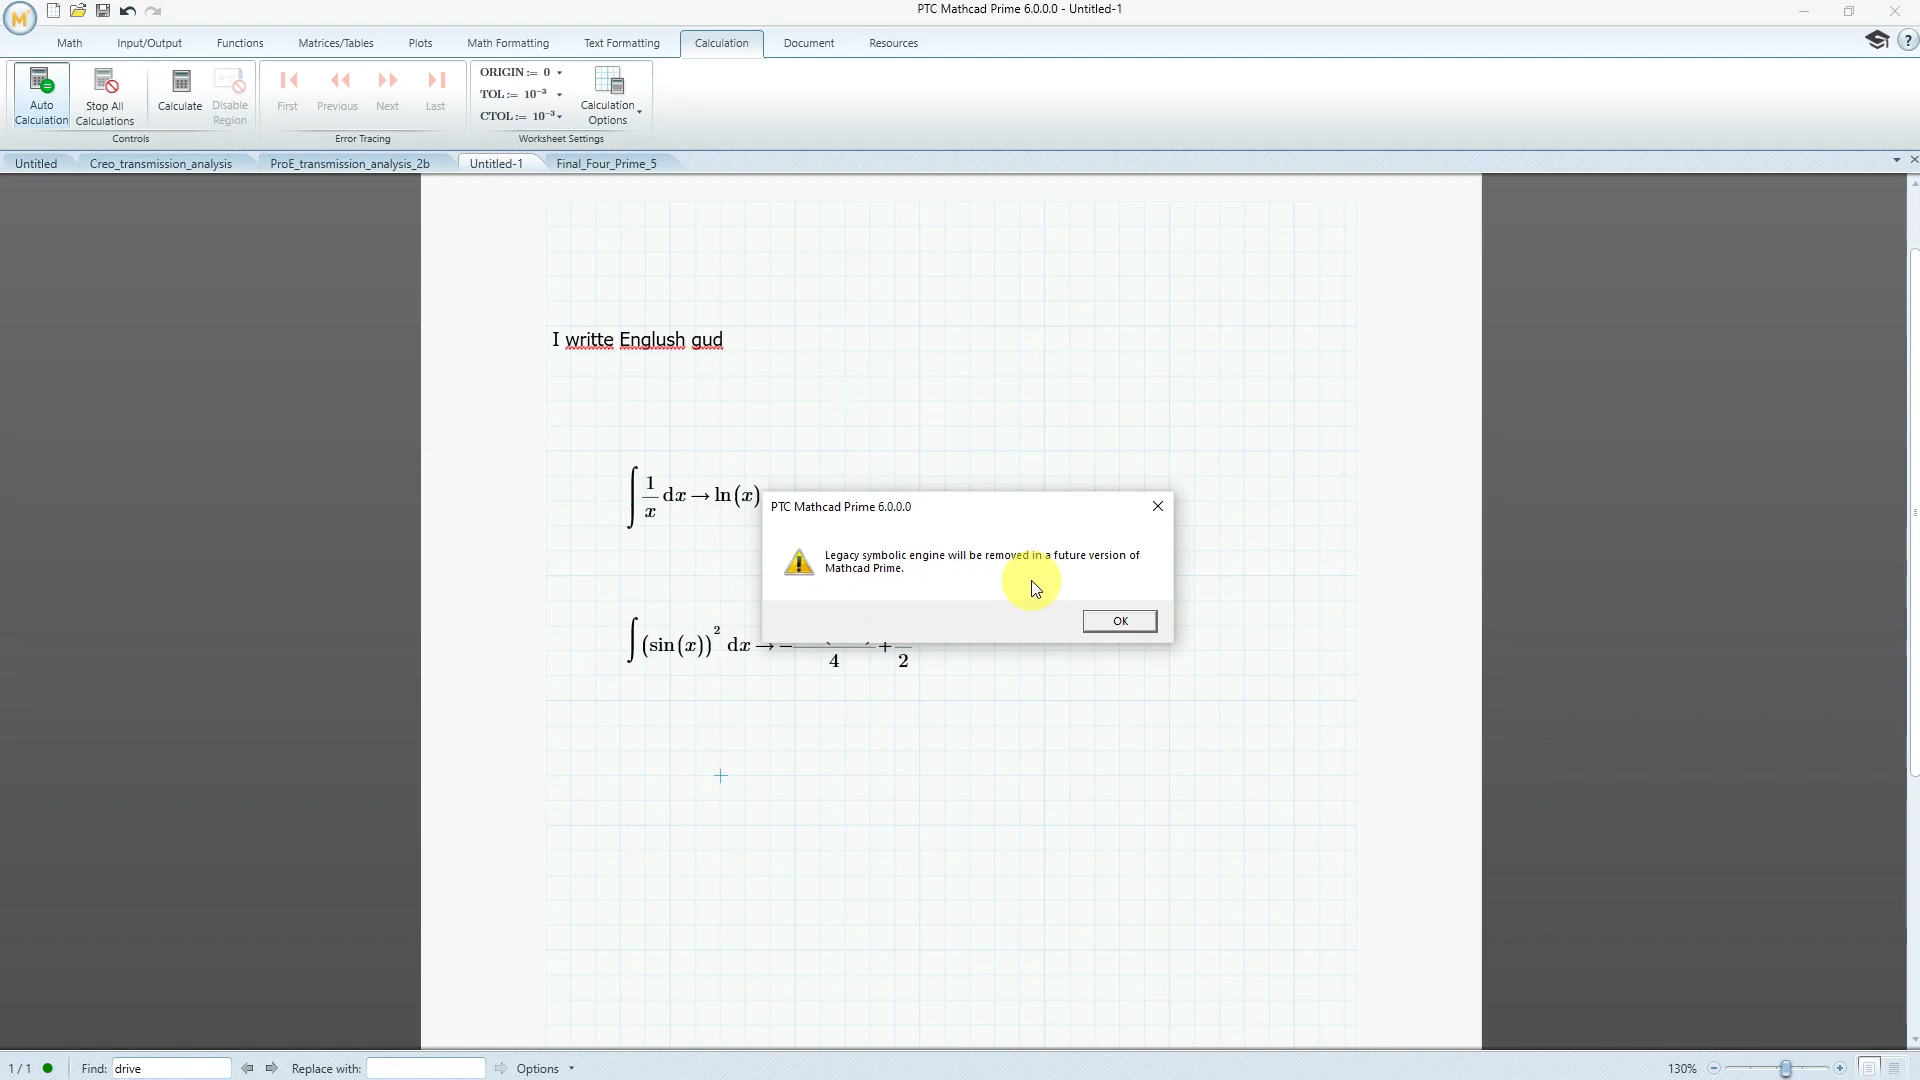 PTC Mathcad Prime 6.0.0.0 - Untitled-1
Math Input/Output Functions Matrices/Tables Plots Math Formatting Text Formatting Calculation Document Resources
Auto Calculation
Stop All Calculations
Calculate
Disable Region
First Previous Next Last
ORIGIN := 0
TOL := 10⁻³
CTOL := 10⁻³
Calculation Options
Controls Error Tracing Worksheet Settings
Untitled Creo_transmission_analysis ProE_transmission_analysis_2b Untitled-1 Final_Four_Prime_5
I writte Englush gud
∫ 1/x dx → ln(x)
PTC Mathcad Prime 6.0.0.0
Legacy symbolic engine will be removed in a future version of
Mathcad Prime.
OK
∫ (sin(x))² dx → − 4 + 2
1 / 1 Find: drive Replace with: Options 130%